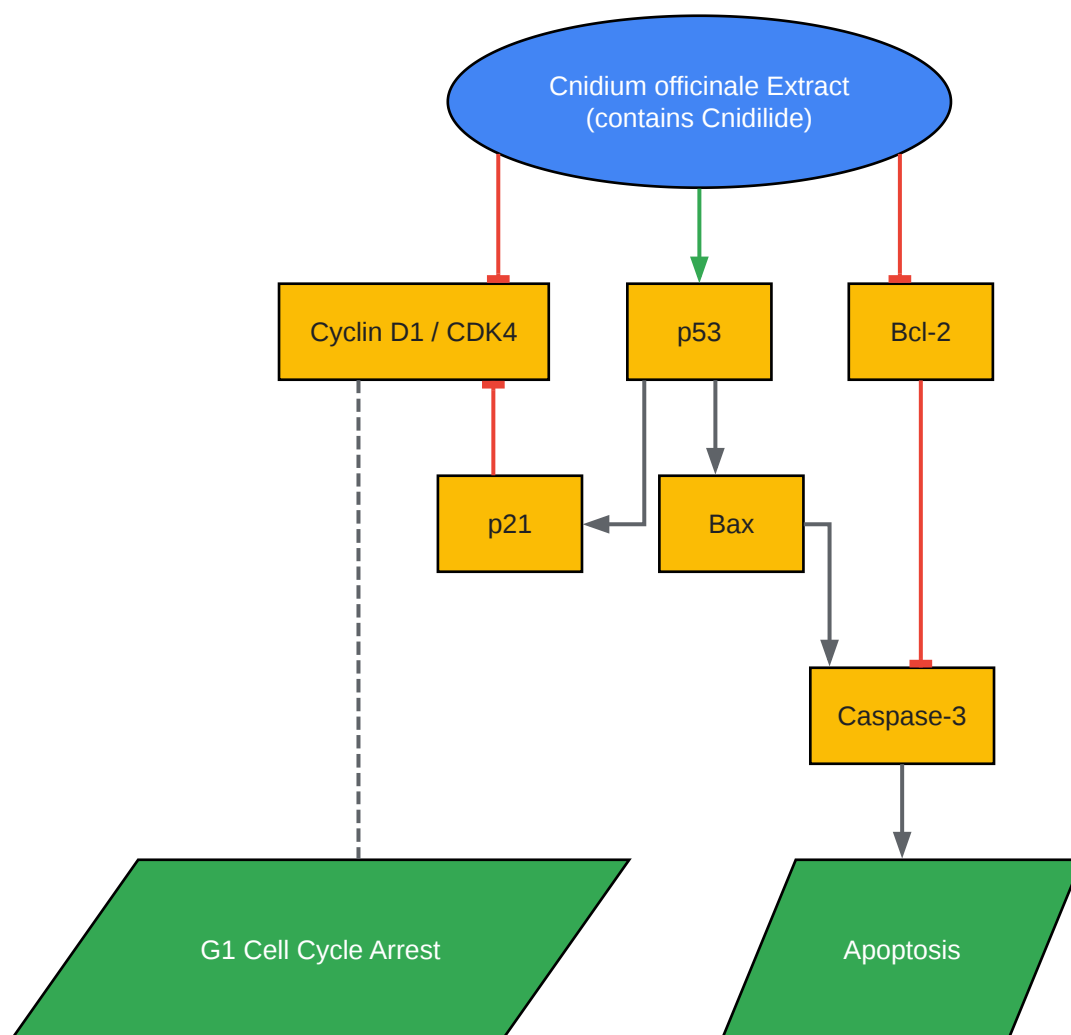 Cnidium officinale Extract
(contains Cnidilide)
Cyclin D1 / CDK4
p53
Bcl-2
p21
Bax
Caspase-3
G1 Cell Cycle Arrest
Apoptosis